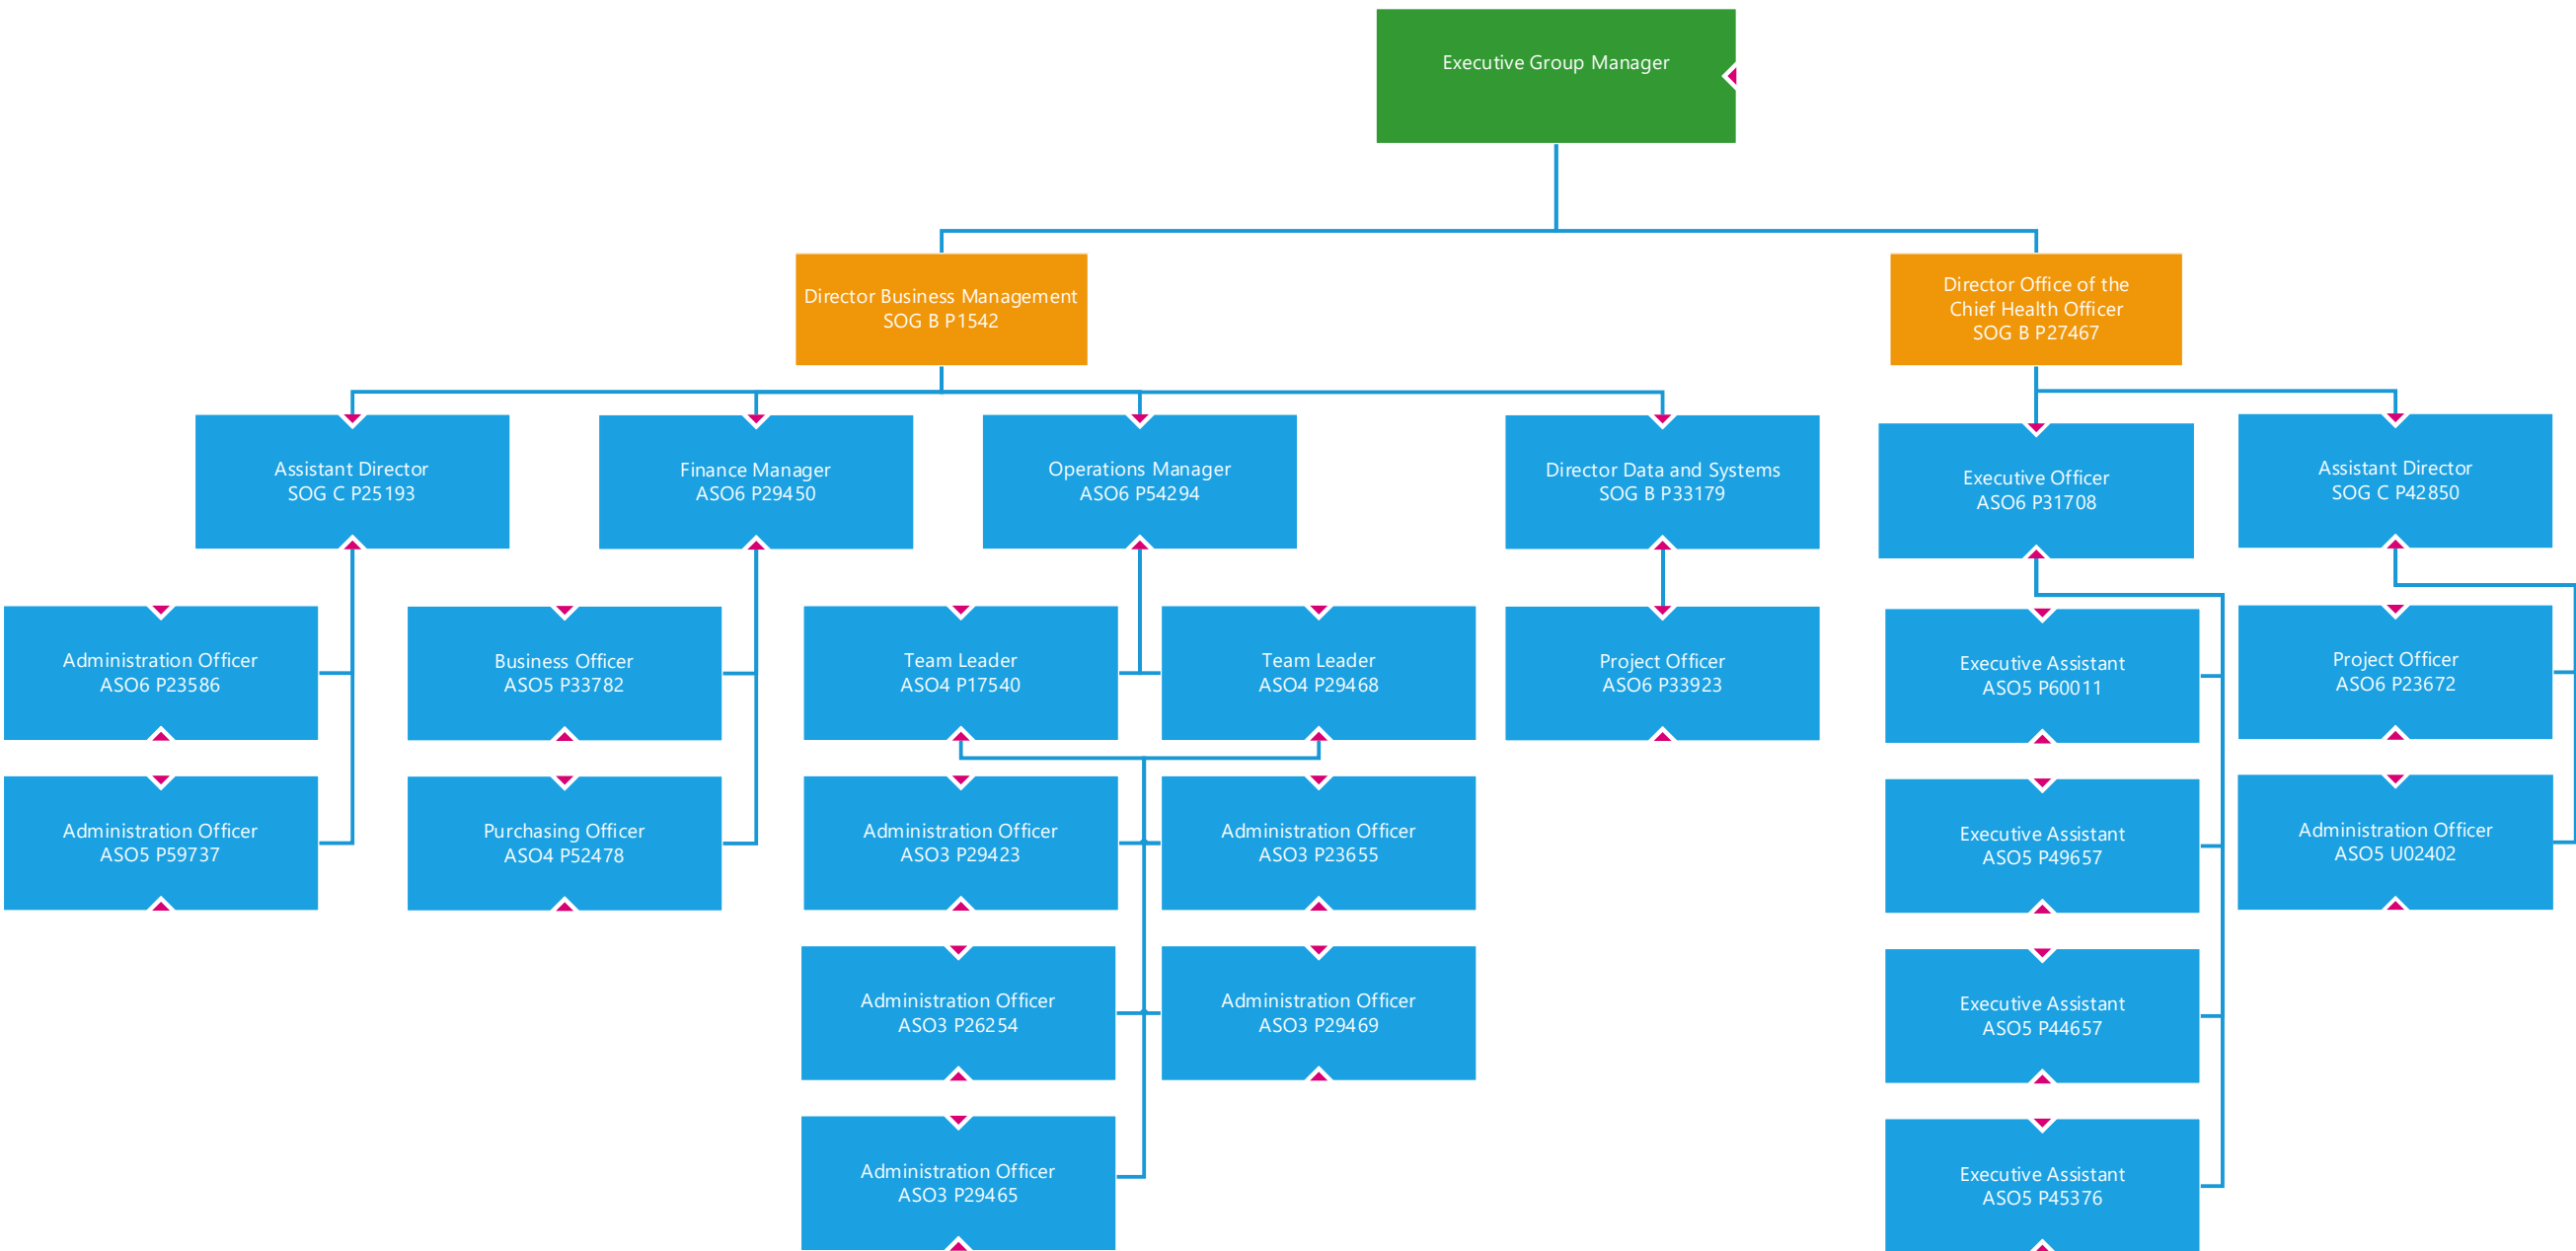 Executive Group Manager
Director Business Management
SOG B P1542
Director Office of the
Chief Health Officer
SOG B P27467
Assistant Director
SOG C P25193
Finance Manager
ASO6 P29450
Operations Manager
ASO6 P54294
Director Data and Systems
SOG B P33179
Executive Officer
ASO6 P31708
Assistant Director
SOG C P42850
Administration Officer
ASO6 P23586
Business Officer
ASO5 P33782
Team Leader
ASO4 P17540
Team Leader
ASO4 P29468
Project Officer
ASO6 P33923
Executive Assistant
ASO5 P60011
Project Officer
ASO6 P23672
Administration Officer
ASO5 P59737
Purchasing Officer
ASO4 P52478
Administration Officer
ASO3 P29423
Administration Officer
ASO3 P23655
Executive Assistant
ASO5 P49657
Administration Officer
ASO5 U02402
Administration Officer
ASO3 P26254
Administration Officer
ASO3 P29469
Executive Assistant
ASO5 P44657
Administration Officer
ASO3 P29465
Executive Assistant
ASO5 P45376